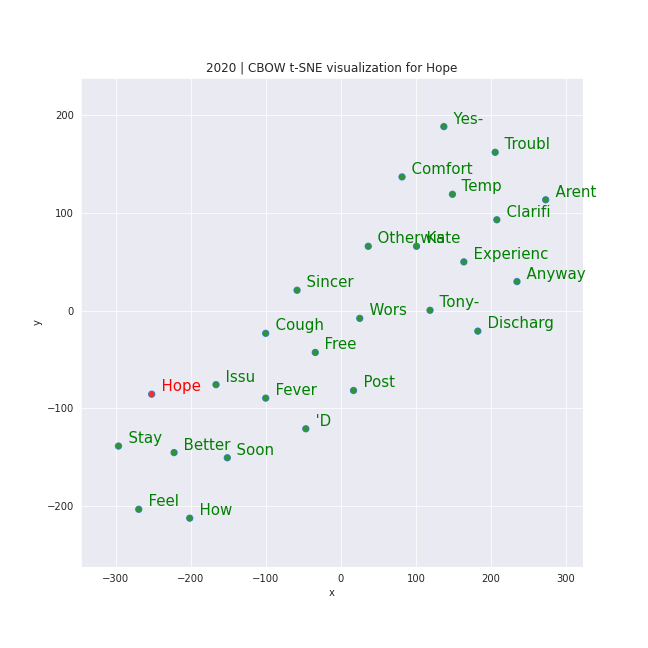 2020 | CBOW t-SNE visualization for Hope
200
100
0
−100
−200
y
Yes-
Troubl
Comfort
Temp
Arent
Clarifi
Otherwis
Kate
Experienc
Anyway
Sincer
Tony-
Wors
Discharg
Cough
Free
Issu
Hope
Fever
Post
'D
Stay
Better
Soon
Feel
How
−300
−200
−100
0
100
200
300
x